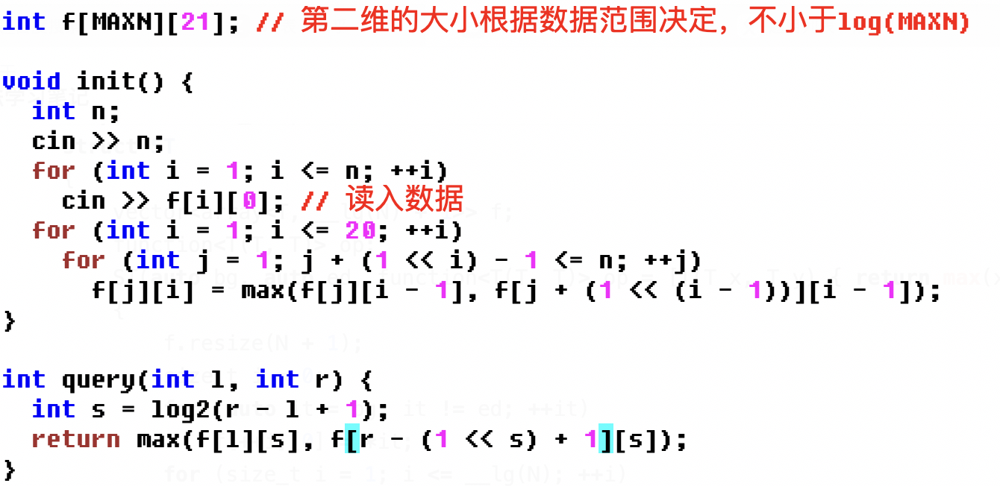 int f[MAXN][21]; // 第二维的大小根据数据范围决定，不小于log(MAXN)
void init() {
int n;
cin >> n;
for (int i = 1; i <= n; ++i)
cin >> f[i][0]; // 读入数据
for (int i = 1; i <= 20; ++i)
for (int j = 1; j + (1 << i) - 1 <= n; ++j)
f[j][i] = max(f[j][i - 1], f[j + (1 << (i - 1))][i - 1]);
}
int query(int l, int r) {
int s = log2(r - l + 1);
return max(f[l][s], f[r - (1 << s) + 1][s]);
}